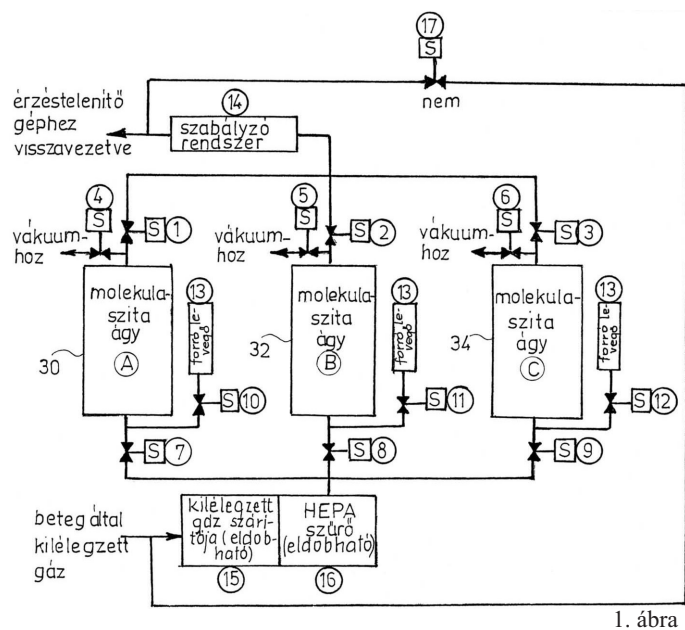 17
S
nem
érzéstelenítő
géphez
visszavezetve
14
szabályzó
rendszer
4
S
S 1
vákuum-
hoz
5
S
S 2
vákuum-
hoz
6
S
S 3
vákuum-
hoz
molekula-
szita
ágy
A
30
13
forró le-
vegő
S 10
S 7
molekula-
szita
ágy
B
32
13
forró le-
vegő
S 11
S 8
molekula-
szita
ágy
C
34
13
forró le-
vegő
S 12
S 9
beteg által
kilélegzett
gáz
kilélegzett
gáz szárí-
tója (eldob-
ható)
15
HEPA
szűrő
(eldobható)
16
1. ábra